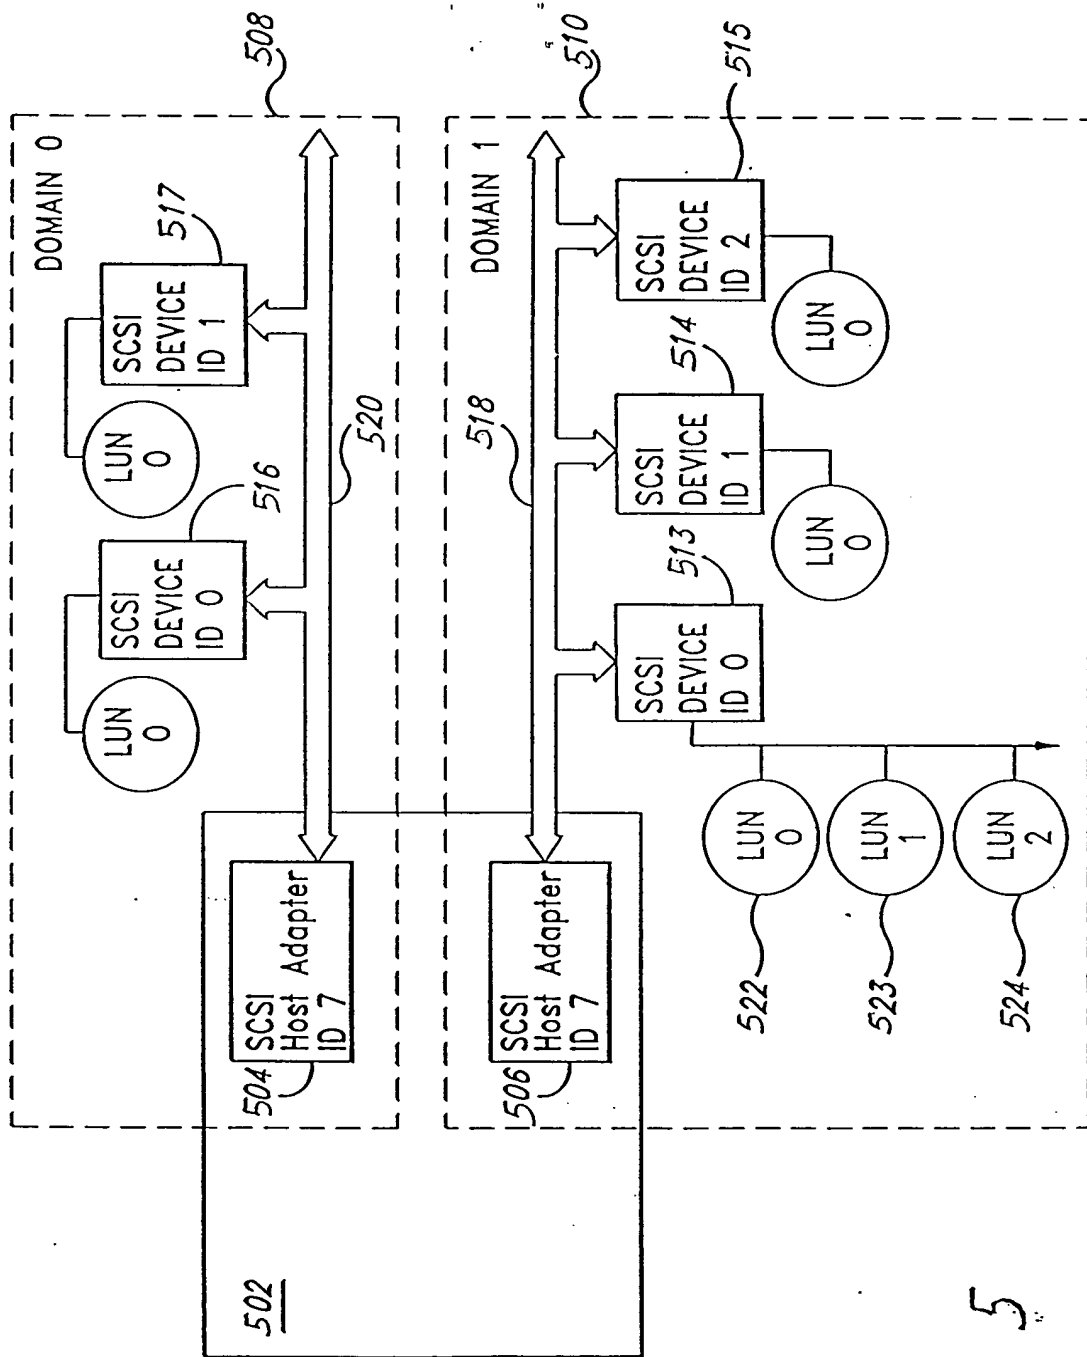 502
504
SCSI
Host Adapter
ID 7
LUN
0
SCSI
DEVICE
ID 0
516
LUN
0
SCSI
DEVICE
ID 1
517
DOMAIN 0
508
520
506
SCSI
Host Adapter
ID 7
518
DOMAIN 1
510
SCSI
DEVICE
ID 0
513
SCSI
DEVICE
ID 1
514
SCSI
DEVICE
ID 2
515
522
LUN
0
523
LUN
1
524
LUN
2
LUN
0
LUN
0
5